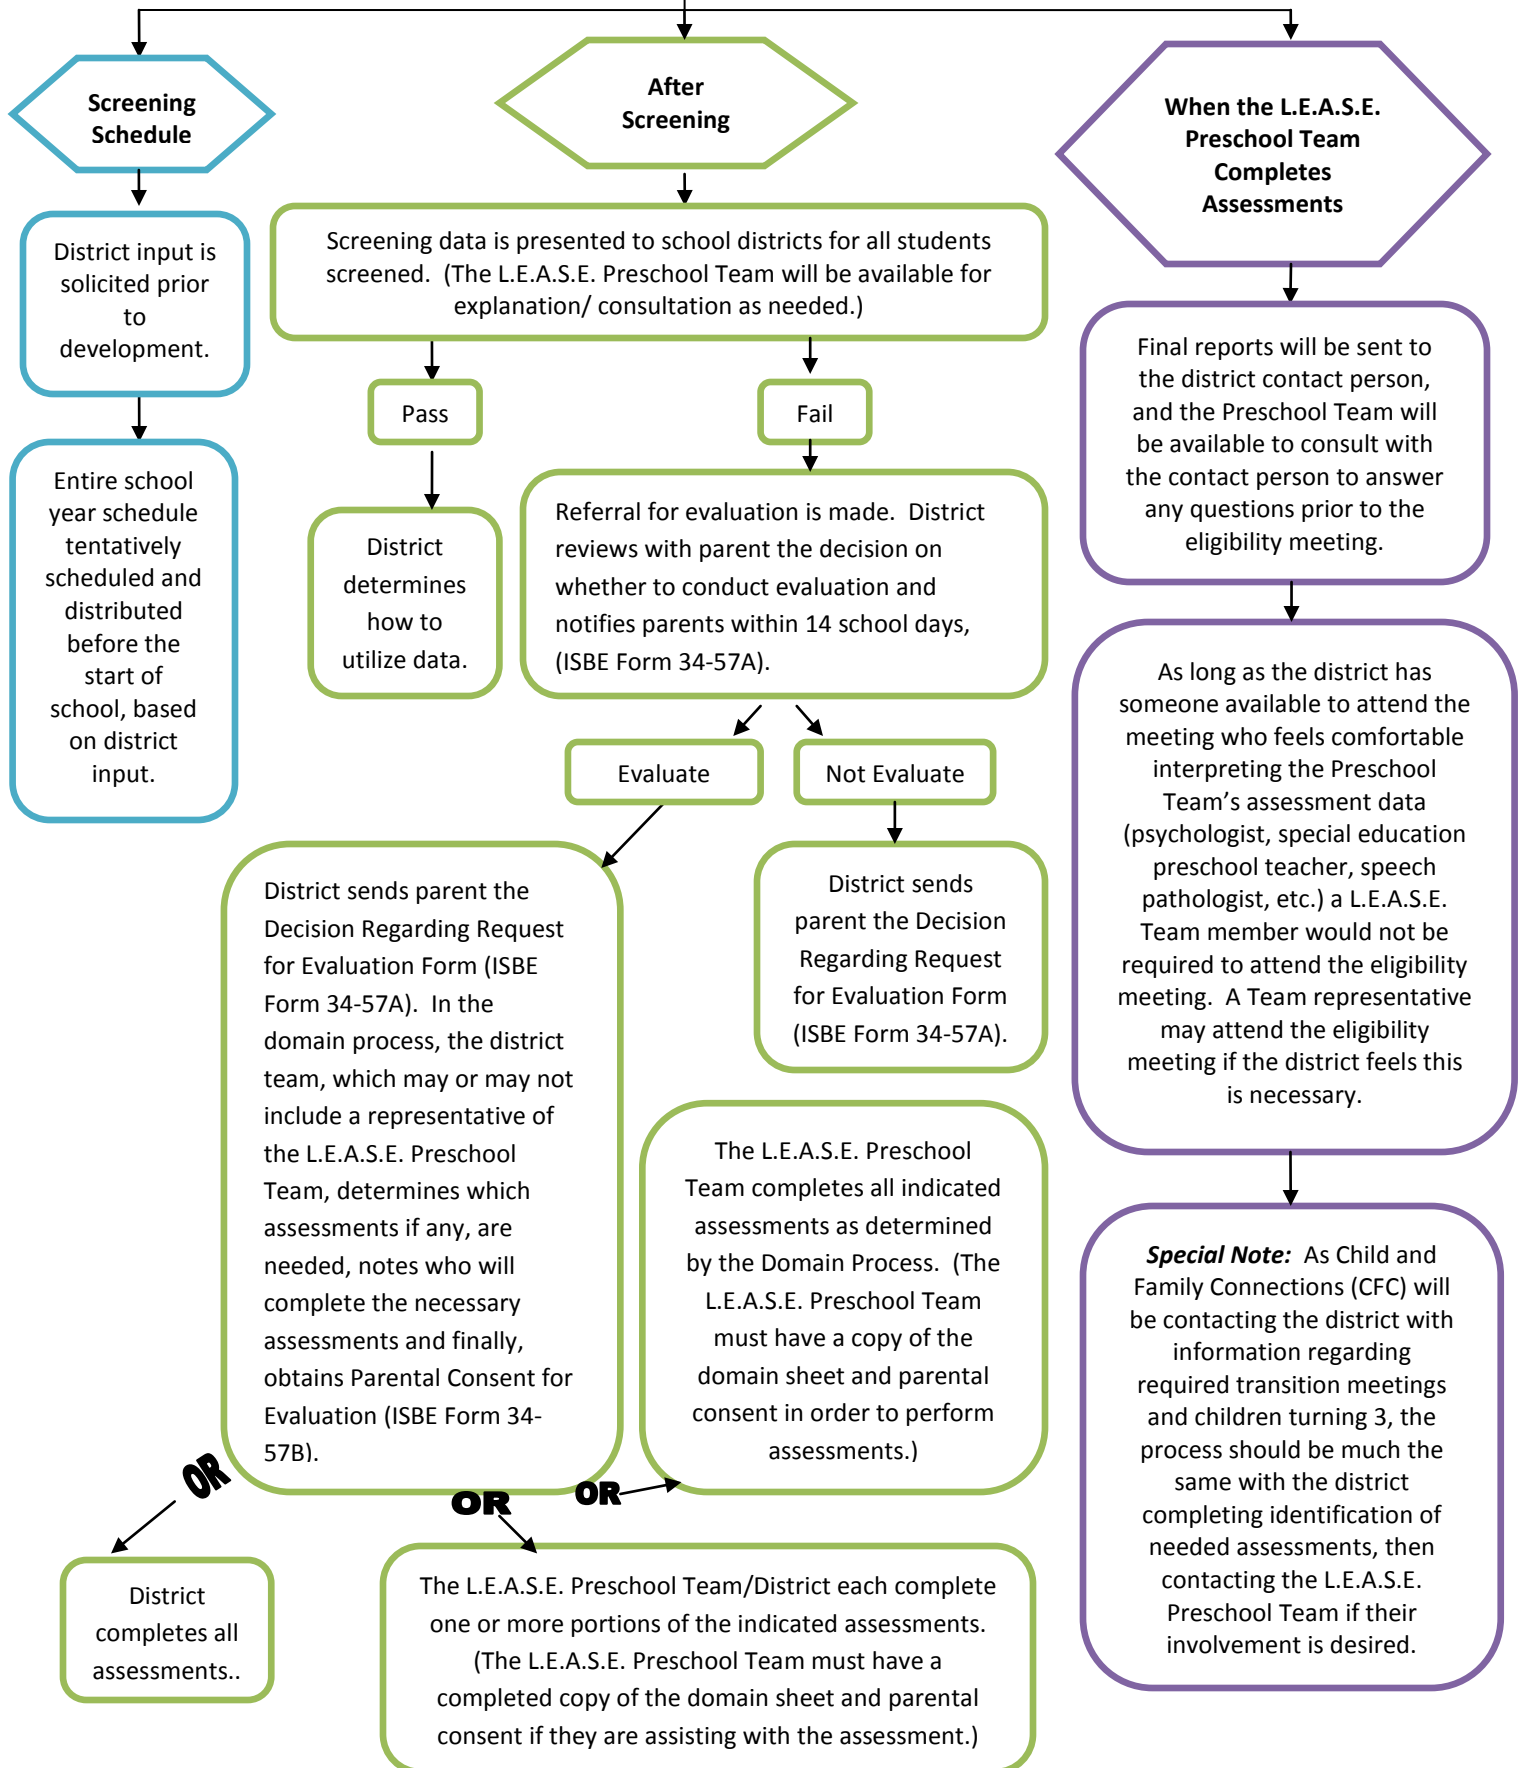 Screening
Schedule
District input is
solicited prior
to
development.
Entire school
year schedule
tentatively
scheduled and
distributed
before the
start of
school, based
on district
input.
After
Screening
Screening data is presented to school districts for all students
screened.  (The L.E.A.S.E. Preschool Team will be available for
explanation/ consultation as needed.)
Pass
Fail
District
determines
how to
utilize data.
Referral for evaluation is made.  District
reviews with parent the decision on
whether to conduct evaluation and
notifies parents within 14 school days,
(ISBE Form 34-57A).
Evaluate
Not Evaluate
District sends parent the
Decision Regarding Request
for Evaluation Form (ISBE
Form 34-57A).  In the
domain process, the district
team, which may or may not
include a representative of
the L.E.A.S.E. Preschool
Team, determines which
assessments if any, are
needed, notes who will
complete the necessary
assessments and finally,
obtains Parental Consent for
Evaluation (ISBE Form 34-
57B).
District sends
parent the Decision
Regarding Request
for Evaluation Form
(ISBE Form 34-57A).
The L.E.A.S.E. Preschool
Team completes all indicated
assessments as determined
by the Domain Process.  (The
L.E.A.S.E. Preschool Team
must have a copy of the
domain sheet and parental
consent in order to perform
assessments.)
OR
OR
OR
District
completes all
assessments..
The L.E.A.S.E. Preschool Team/District each complete
one or more portions of the indicated assessments.
(The L.E.A.S.E. Preschool Team must have a
completed copy of the domain sheet and parental
consent if they are assisting with the assessment.)
When the L.E.A.S.E.
Preschool Team
Completes
Assessments
Final reports will be sent to
the district contact person,
and the Preschool Team will
be available to consult with
the contact person to answer
any questions prior to the
eligibility meeting.
As long as the district has
someone available to attend the
meeting who feels comfortable
interpreting the Preschool
Team’s assessment data
(psychologist, special education
preschool teacher, speech
pathologist, etc.) a L.E.A.S.E.
Team member would not be
required to attend the eligibility
meeting.  A Team representative
may attend the eligibility
meeting if the district feels this
is necessary.
Special Note:  As Child and
Family Connections (CFC) will
be contacting the district with
information regarding
required transition meetings
and children turning 3, the
process should be much the
same with the district
completing identification of
needed assessments, then
contacting the L.E.A.S.E.
Preschool Team if their
involvement is desired.